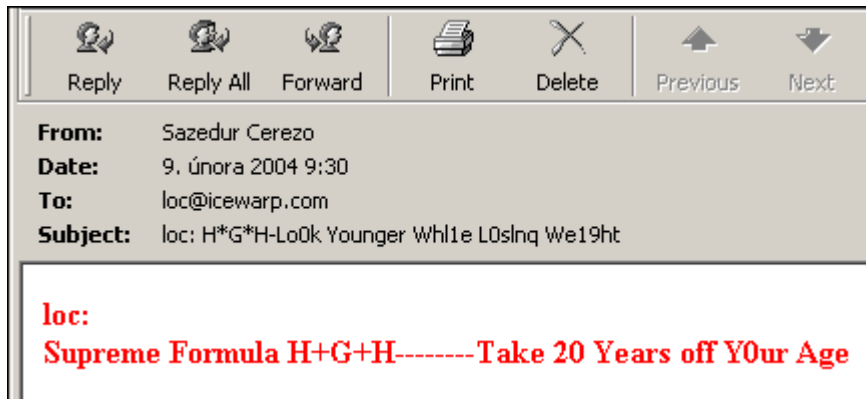 Reply Reply All Forward Print Delete Previous Next
From: Sazedur Cerezo
Date: 9. února 2004 9:30
To: loc@icewarp.com
Subject: loc: H*G*H-Lo0k Younger Whl1e L0slnq We19ht
loc:
Supreme Formula H+G+H--------Take 20 Years off Y0ur Age